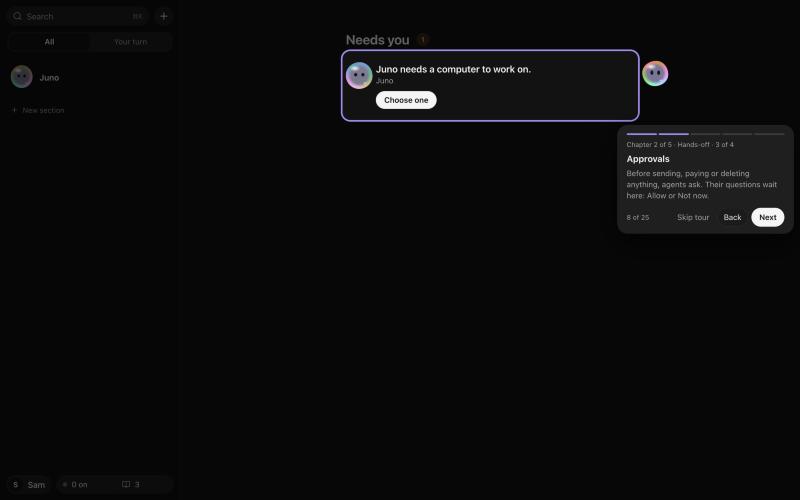 Search ⌘K
All Your turn
Juno
+ New section
S Sam 0 on 3
Needs you 1
Juno needs a computer to work on.
Juno
Choose one
Chapter 2 of 5 · Hands-off · 3 of 4
Approvals
Before sending, paying or deleting
anything, agents ask. Their questions wait
here: Allow or Not now.
8 of 25 Skip tour Back Next